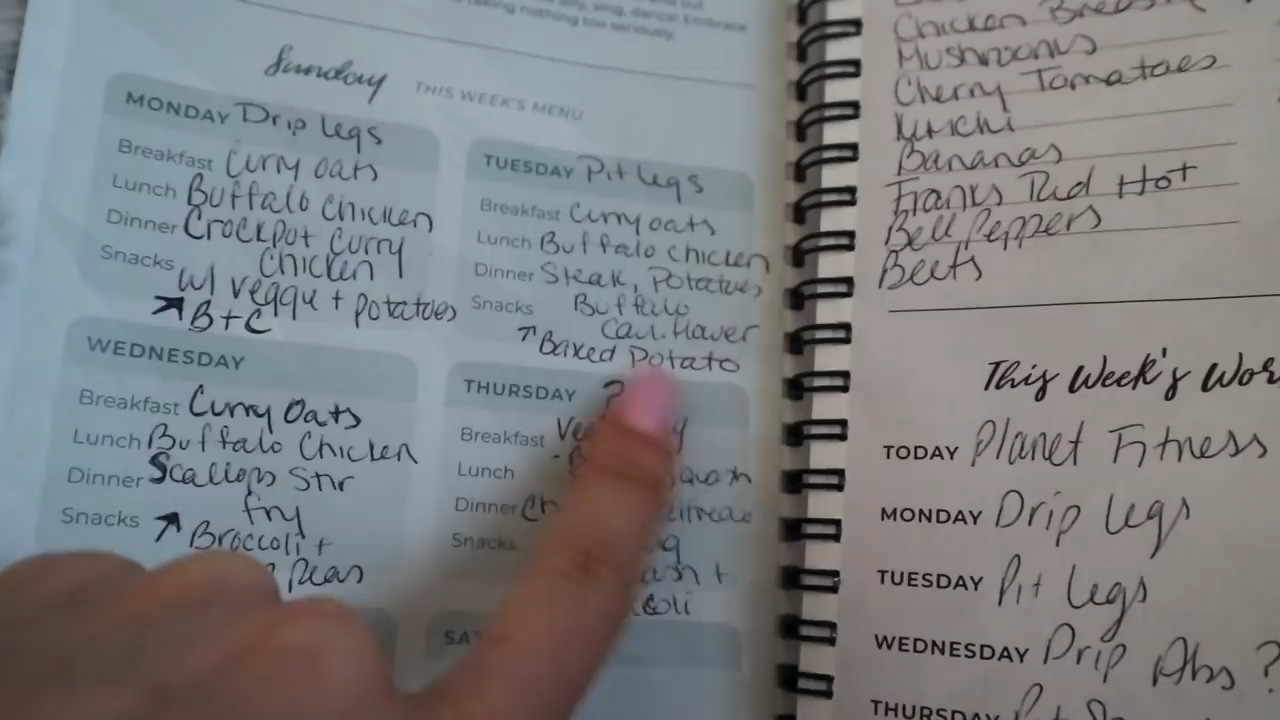 taking nothing too seriously.
Sunday THIS WEEK'S MENU
MONDAY Drip legs
Breakfast Curry oats
Lunch Buffalo Chicken
Dinner Crockpot Curry
Chicken
Snacks w/ veggie + potatoes
B+C
TUESDAY Pit legs
Breakfast Curry oats
Lunch Buffalo chicken
Dinner Steak, Potatoes
Snacks Buffalo
Cauliflower
Baked Potato
WEDNESDAY
Breakfast Curry Oats
Lunch Buffalo Chicken
Dinner Scallops Stir
fry
Snacks Broccoli +
Peas
THURSDAY ?
Breakfast
Lunch
Dinner
Snacks
Chicken
Mushrooms
Cherry Tomatoes
Kimchi
Bananas
Franks Red Hot
Bell Peppers
Beets
This Week's
TODAY Planet Fitness
MONDAY Drip legs
TUESDAY Pit legs
WEDNESDAY Drip Abs ?
THURSDAY